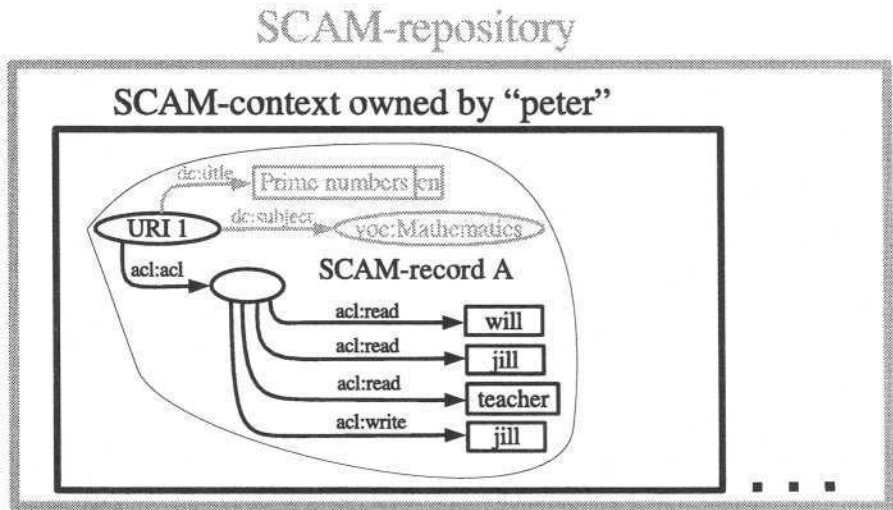 SCAM-repository
SCAM-context owned by “peter”
dc:title
Prime numbers en
URI 1
dc:subject
voc:Mathematics
acl:acl
SCAM-record A
acl:read
will
acl:read
jill
acl:read
teacher
acl:write
jill